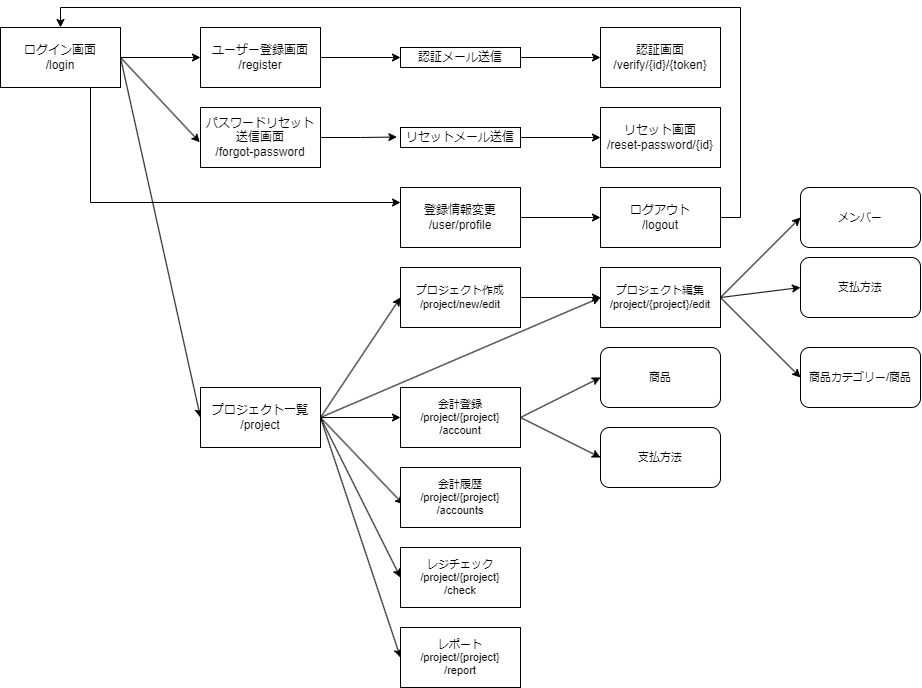 ログイン画面
/login
ユーザー登録画面
/register
認証メール送信
認証画面
/verify/{id}/{token}
パスワードリセット
送信画面
/forgot-password
リセットメール送信
リセット画面
/reset-password/{id}
登録情報変更
/user/profile
ログアウト
/logout
メンバー
プロジェクト作成
/project/new/edit
プロジェクト編集
/project/{project}/edit
支払方法
商品
商品カテゴリー/商品
プロジェクト一覧
/project
会計登録
/project/{project}
/account
支払方法
会計履歴
/project/{project}
/accounts
レジチェック
/project/{project}
/check
レポート
/project/{project}
/report